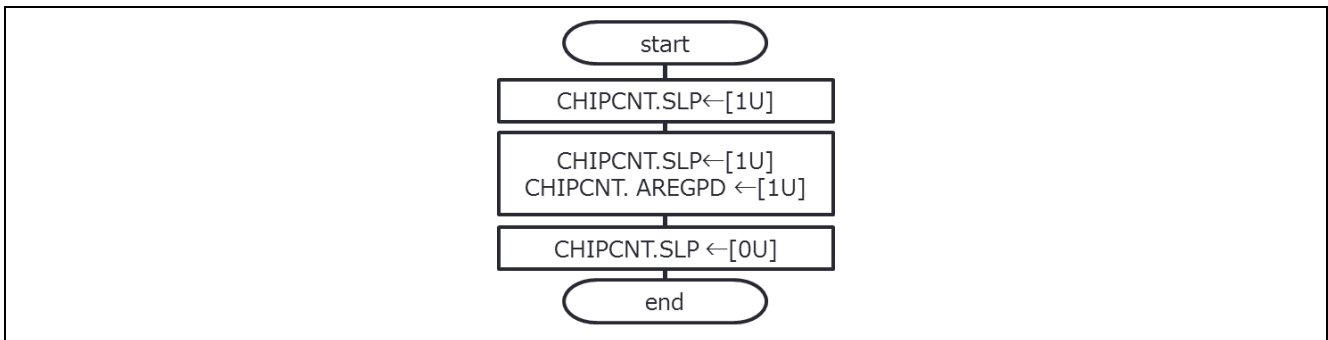 start
CHIPCNT.SLP←[1U]
CHIPCNT.SLP←[1U]
CHIPCNT. AREGPD ←[1U]
CHIPCNT.SLP ←[0U]
end